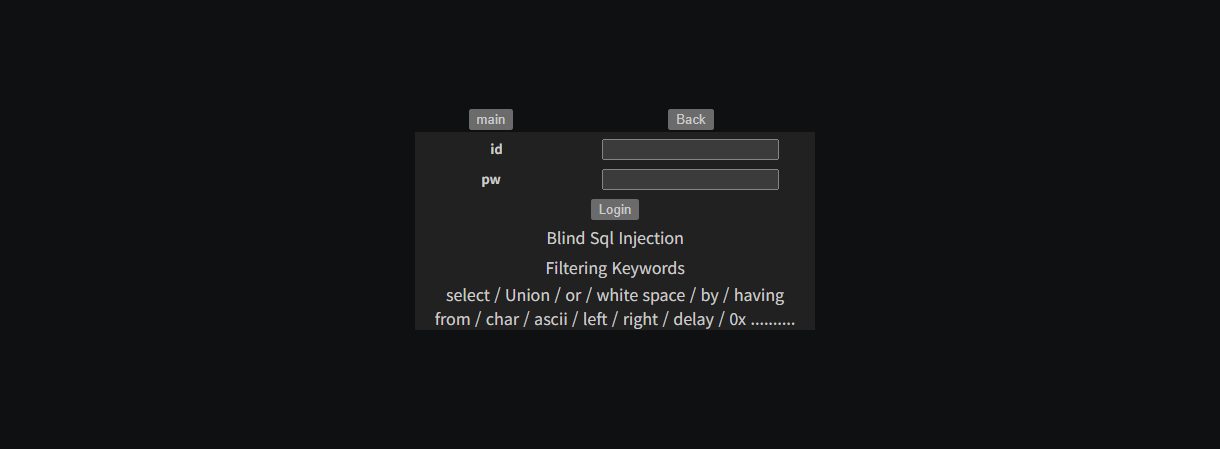 main Back
id
pw
Login
Blind Sql Injection
Filtering Keywords
select / Union / or / white space / by / having
from / char / ascii / left / right / delay / 0x ..........